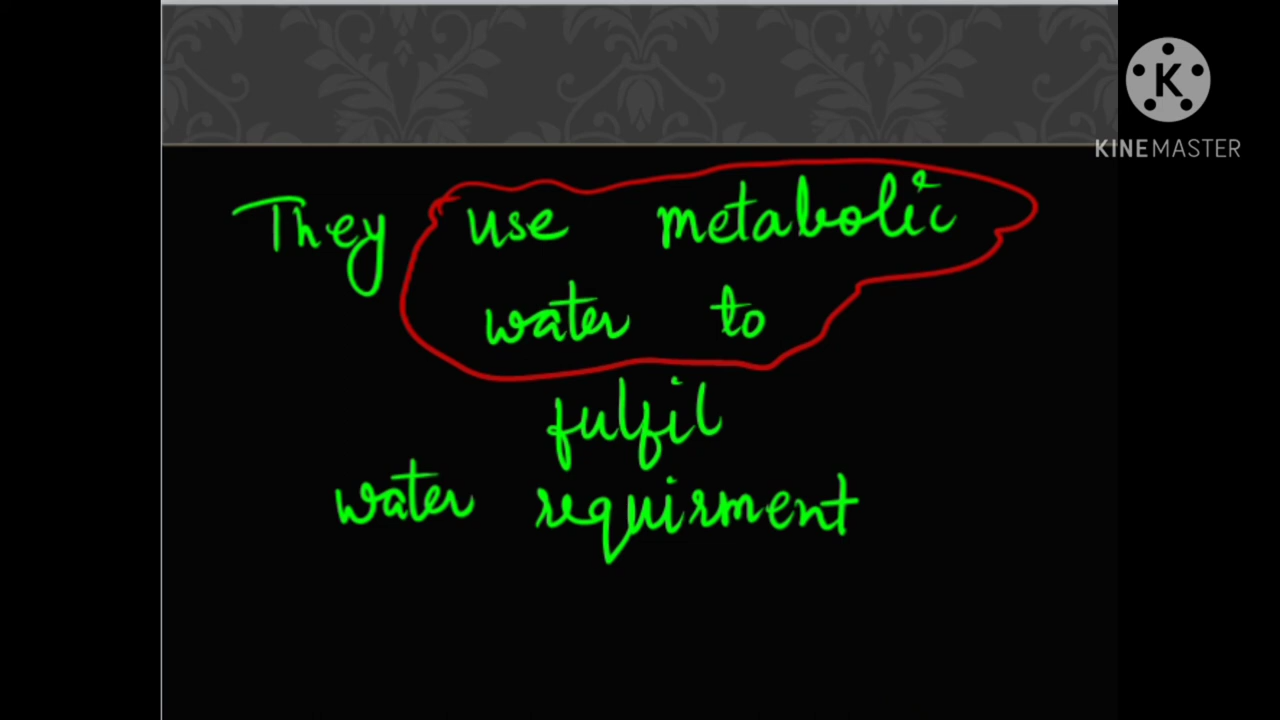 K
KINEMASTER
They use metabolic
water to
fulfil
water requirment